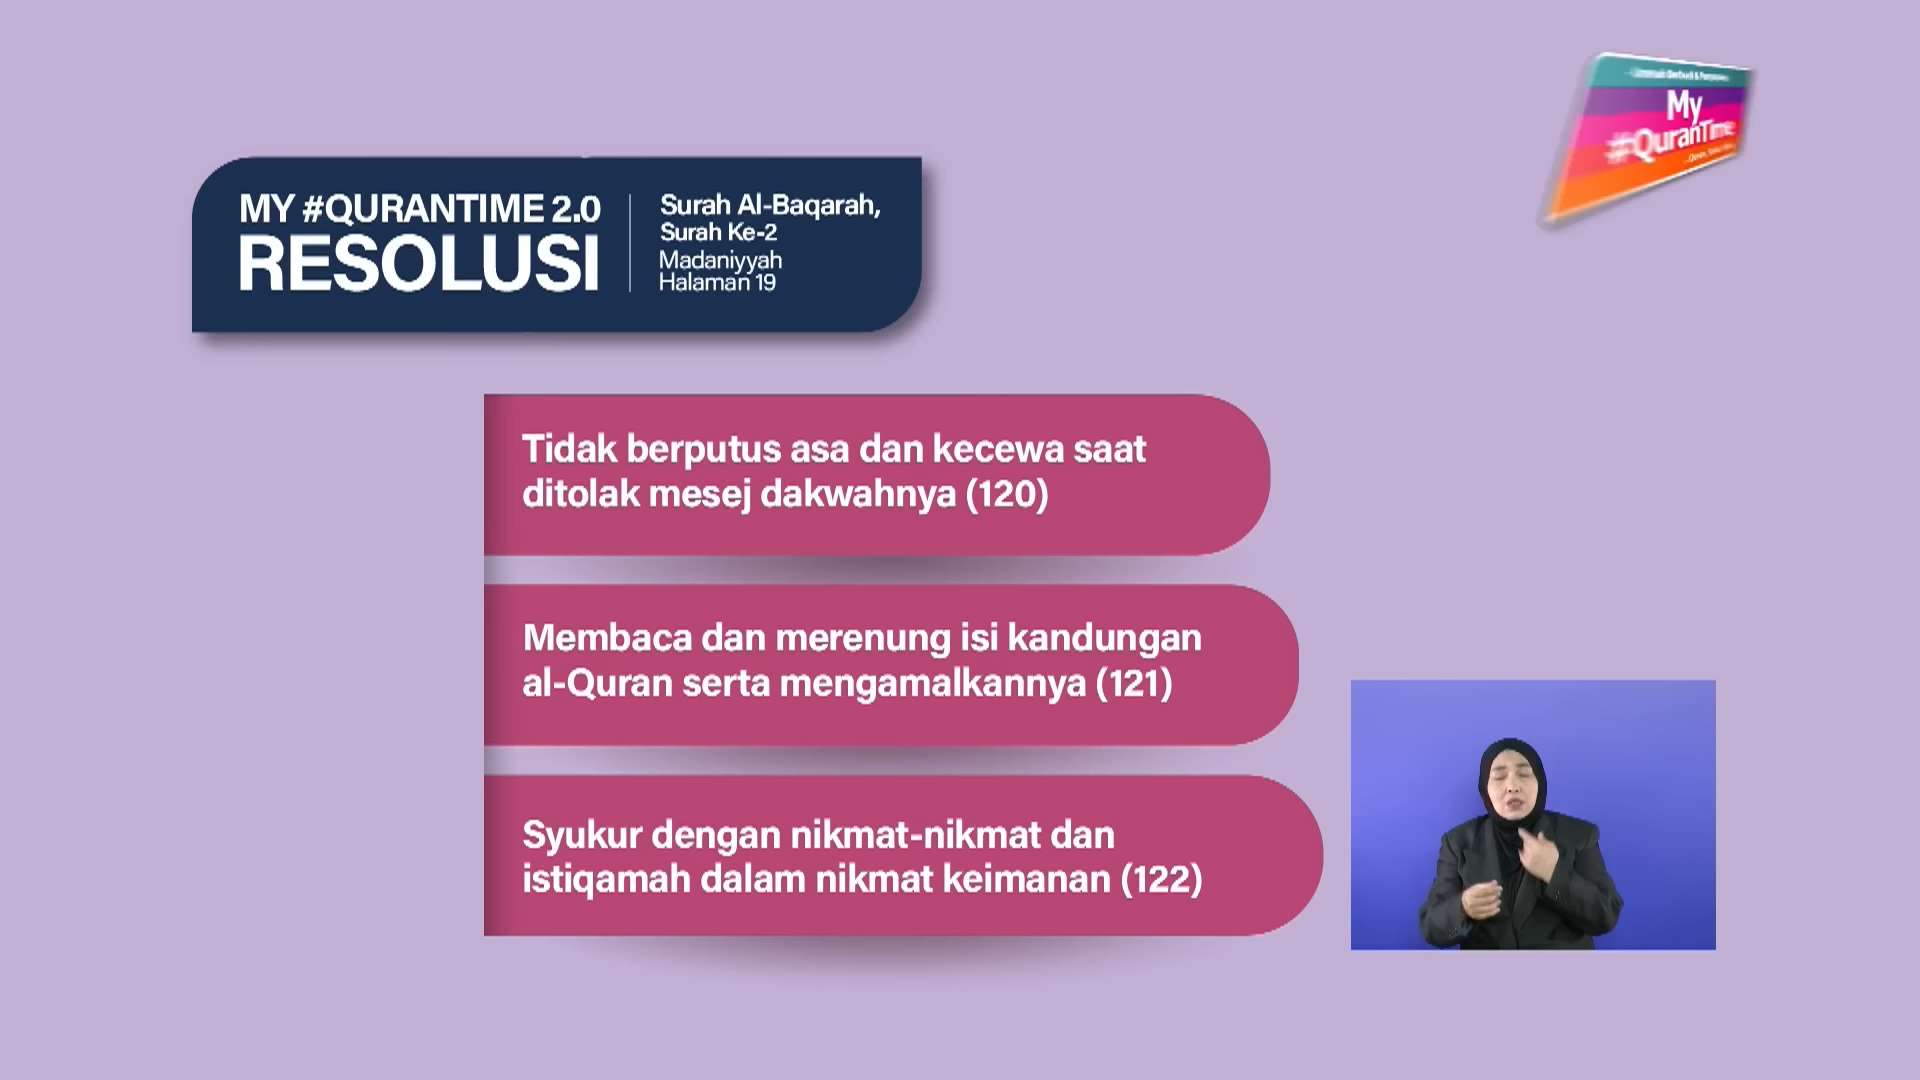 MY #QURANTIME 2.0
RESOLUSI
Surah Al-Baqarah,
Surah Ke-2
Madaniyyah
Halaman 19
My
#QuranTime
Tidak berputus asa dan kecewa saat
ditolak mesej dakwahnya (120)
Membaca dan merenung isi kandungan
al-Quran serta mengamalkannya (121)
Syukur dengan nikmat-nikmat dan
istiqamah dalam nikmat keimanan (122)